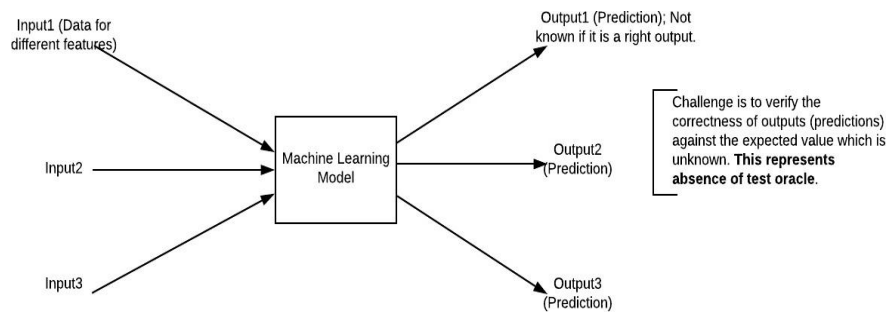 Input1 (Data for
different features)
Output1 (Prediction); Not
known if it is a right output.
Input2
Machine Learning
Model
Output2
(Prediction)
Challenge is to verify the
correctness of outputs (predictions)
against the expected value which is
unknown. This represents
absence of test oracle.
Input3
Output3
(Prediction)